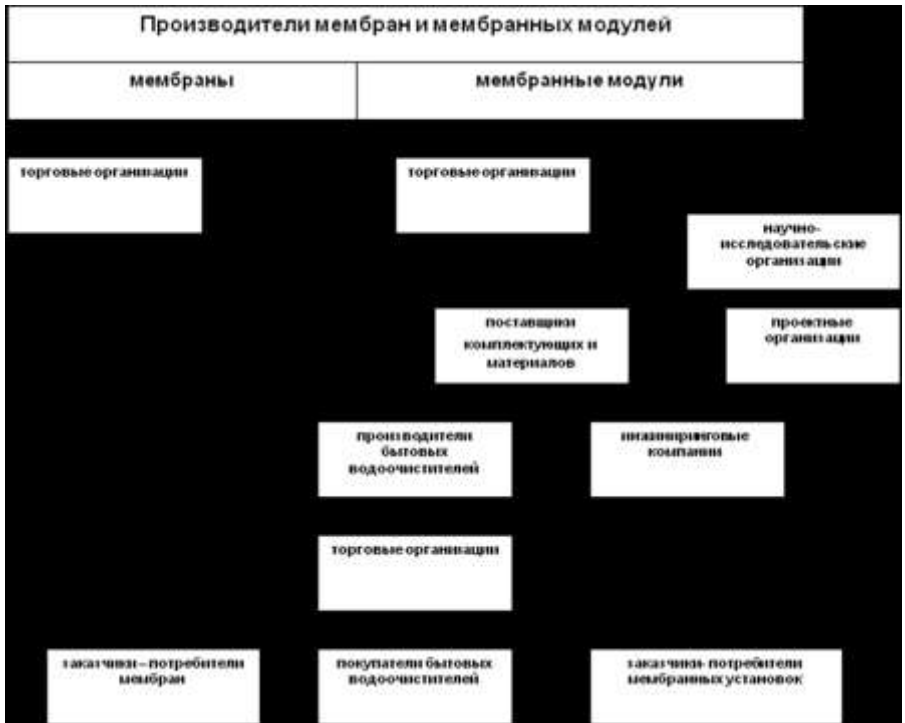 Производители мембран и мембранных модулей
мембраны
мембранные модули
торговые организации
торговые организации
научно-
исследовательские
организации
поставщики
комплектующих и
материалов
проектные
организации
производители
бытовых
водоочистителей
инжиниринговые
компании
торговые организации
заказчики – потребители
мембран
покупатели бытовых
водоочистителей
заказчики- потребители
мембранных установок